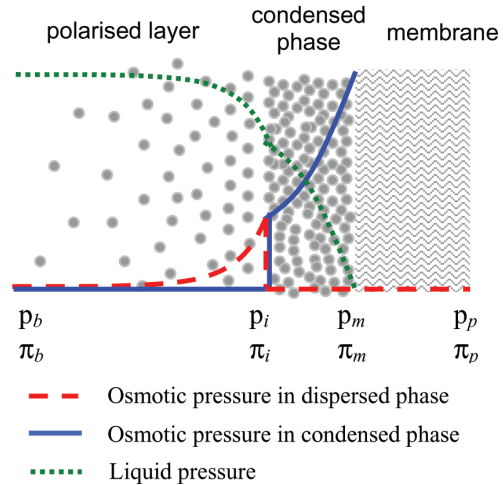 polarised layer
condensed phase
membrane
p_b p_i p_m p_p
π_b π_i π_m π_p
Osmotic pressure in dispersed phase
Osmotic pressure in condensed phase
Liquid pressure